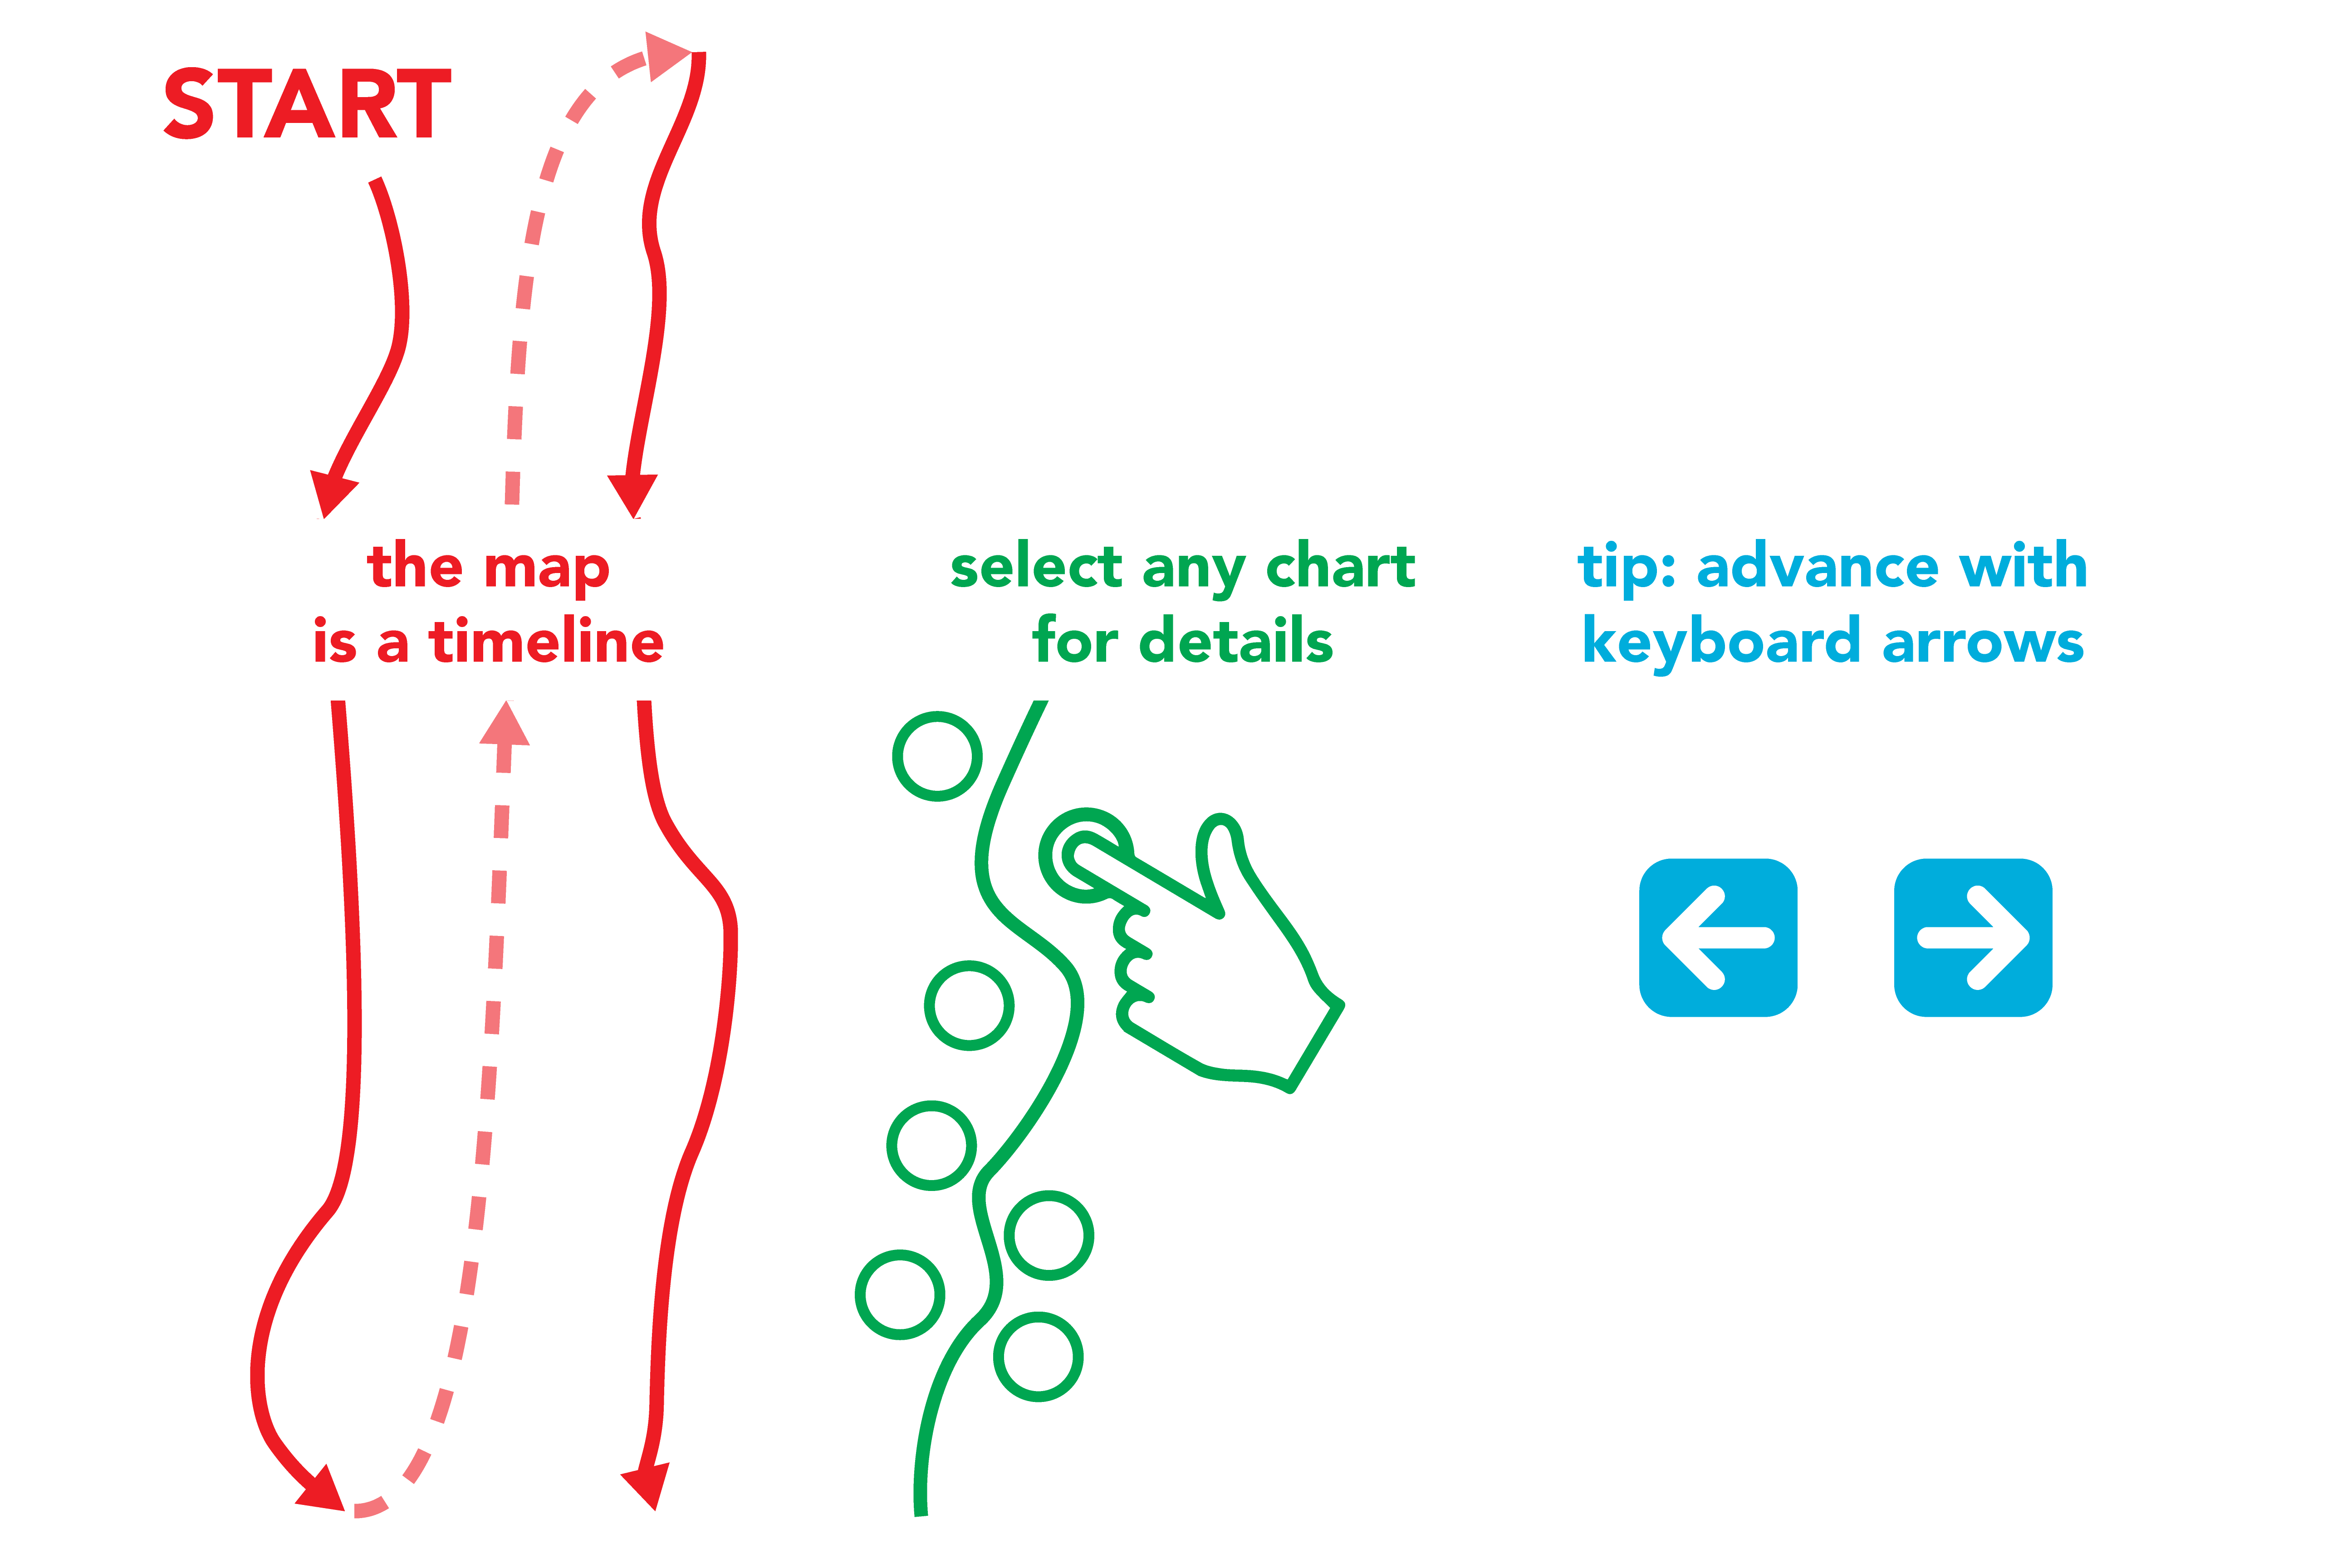 START
the map
is a timeline
select any chart
for details
tip: advance with
keyboard arrows